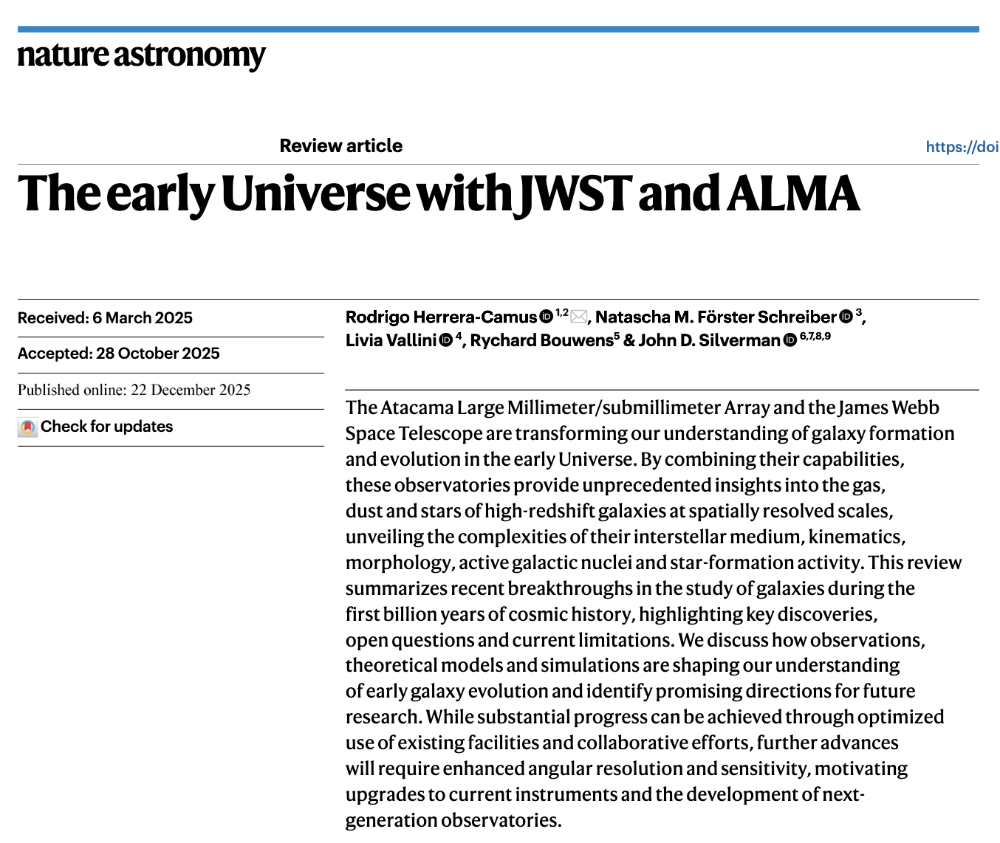 nature astronomy
Review article
https://doi
The early Universe with JWST and ALMA
Received: 6 March 2025
Accepted: 28 October 2025
Published online: 22 December 2025
Check for updates
Rodrigo Herrera-Camus 1,2, Natascha M. Förster Schreiber 3,
Livia Vallini 4, Rychard Bouwens5 & John D. Silverman 6,7,8,9
The Atacama Large Millimeter/submillimeter Array and the James Webb
Space Telescope are transforming our understanding of galaxy formation
and evolution in the early Universe. By combining their capabilities,
these observatories provide unprecedented insights into the gas,
dust and stars of high-redshift galaxies at spatially resolved scales,
unveiling the complexities of their interstellar medium, kinematics,
morphology, active galactic nuclei and star-formation activity. This review
summarizes recent breakthroughs in the study of galaxies during the
first billion years of cosmic history, highlighting key discoveries,
open questions and current limitations. We discuss how observations,
theoretical models and simulations are shaping our understanding
of early galaxy evolution and identify promising directions for future
research. While substantial progress can be achieved through optimized
use of existing facilities and collaborative efforts, further advances
will require enhanced angular resolution and sensitivity, motivating
upgrades to current instruments and the development of next-
generation observatories.